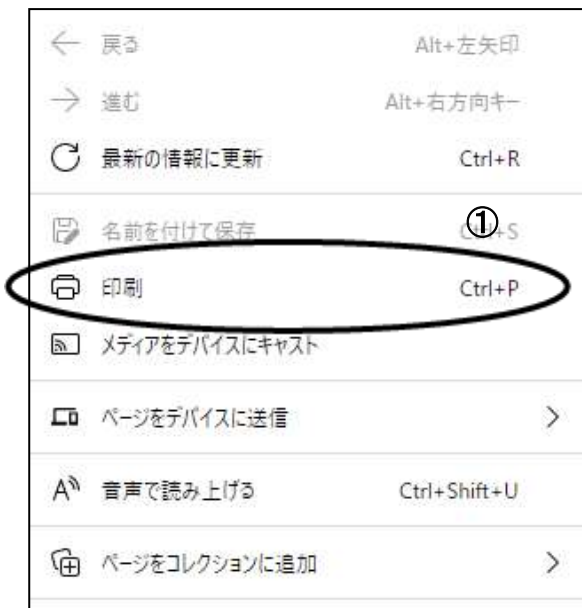 戻る Alt+左矢印
進む Alt+右方向キー
最新の情報に更新 Ctrl+R
①
名前を付けて保存 Ctrl+S
印刷 Ctrl+P
メディアをデバイスにキャスト
ページをデバイスに送信
音声で読み上げる Ctrl+Shift+U
ページをコレクションに追加